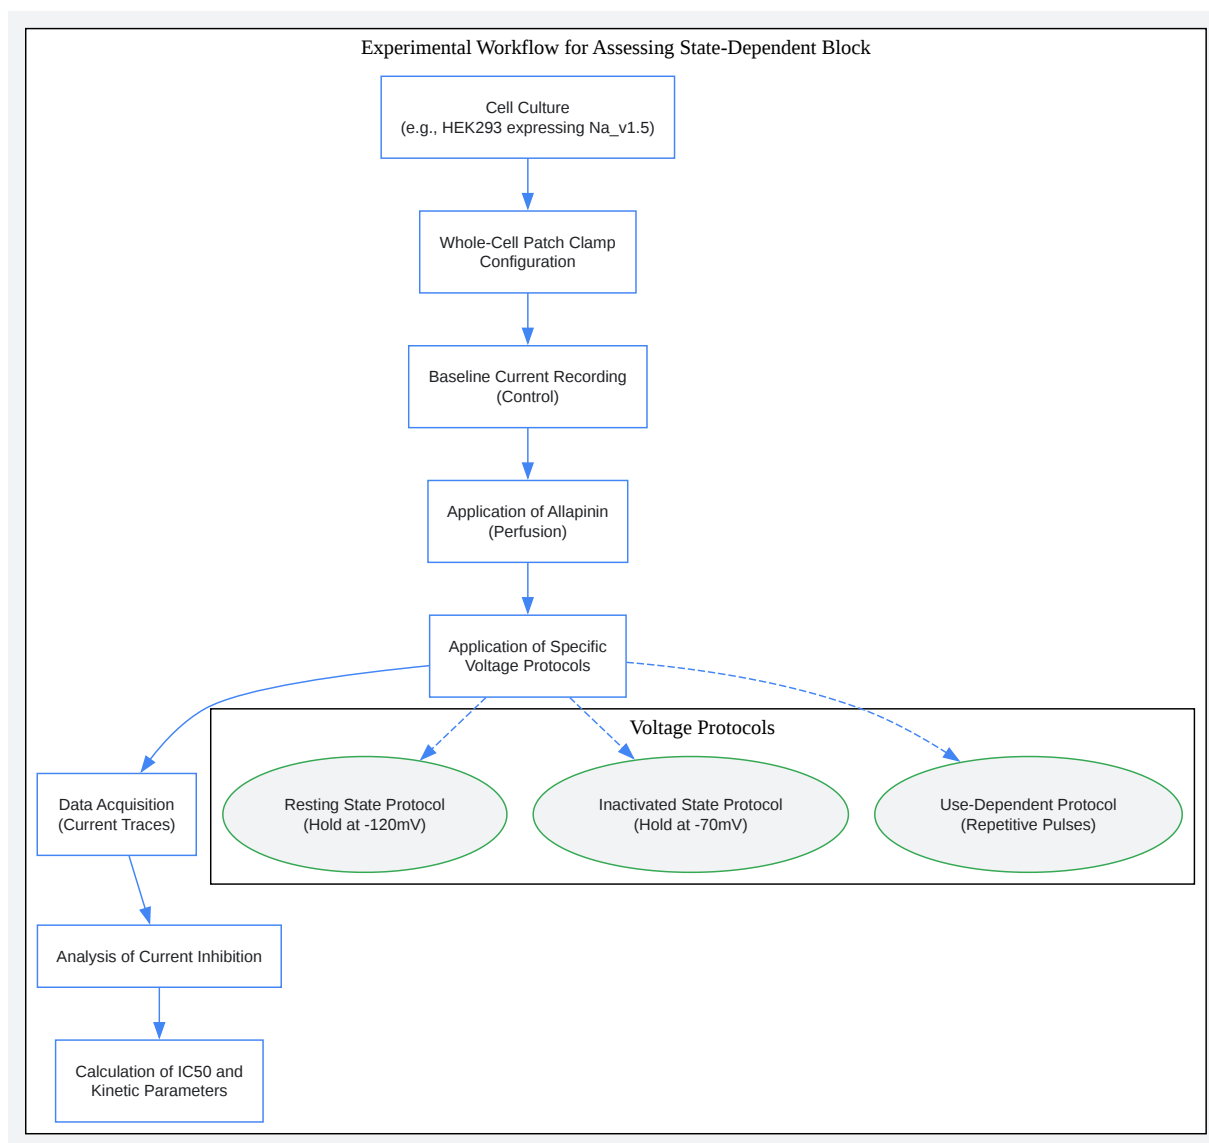 Experimental Workflow for Assessing State-Dependent Block
Cell Culture
(e.g., HEK293 expressing Na_v1.5)
Whole-Cell Patch Clamp
Configuration
Baseline Current Recording
(Control)
Application of Allapinin
(Perfusion)
Application of Specific
Voltage Protocols
Voltage Protocols
Data Acquisition
(Current Traces)
Resting State Protocol
(Hold at -120mV)
Inactivated State Protocol
(Hold at -70mV)
Use-Dependent Protocol
(Repetitive Pulses)
Analysis of Current Inhibition
Calculation of IC50 and
Kinetic Parameters